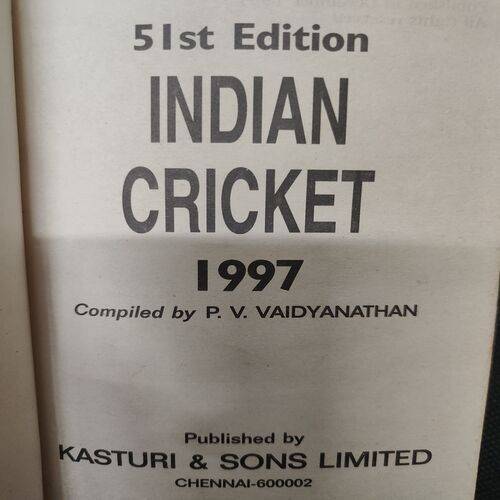 51st Edition
INDIAN
CRICKET
1997
Compiled by P. V. VAIDYANATHAN
Published by
KASTURI & SONS LIMITED
CHENNAI-600002